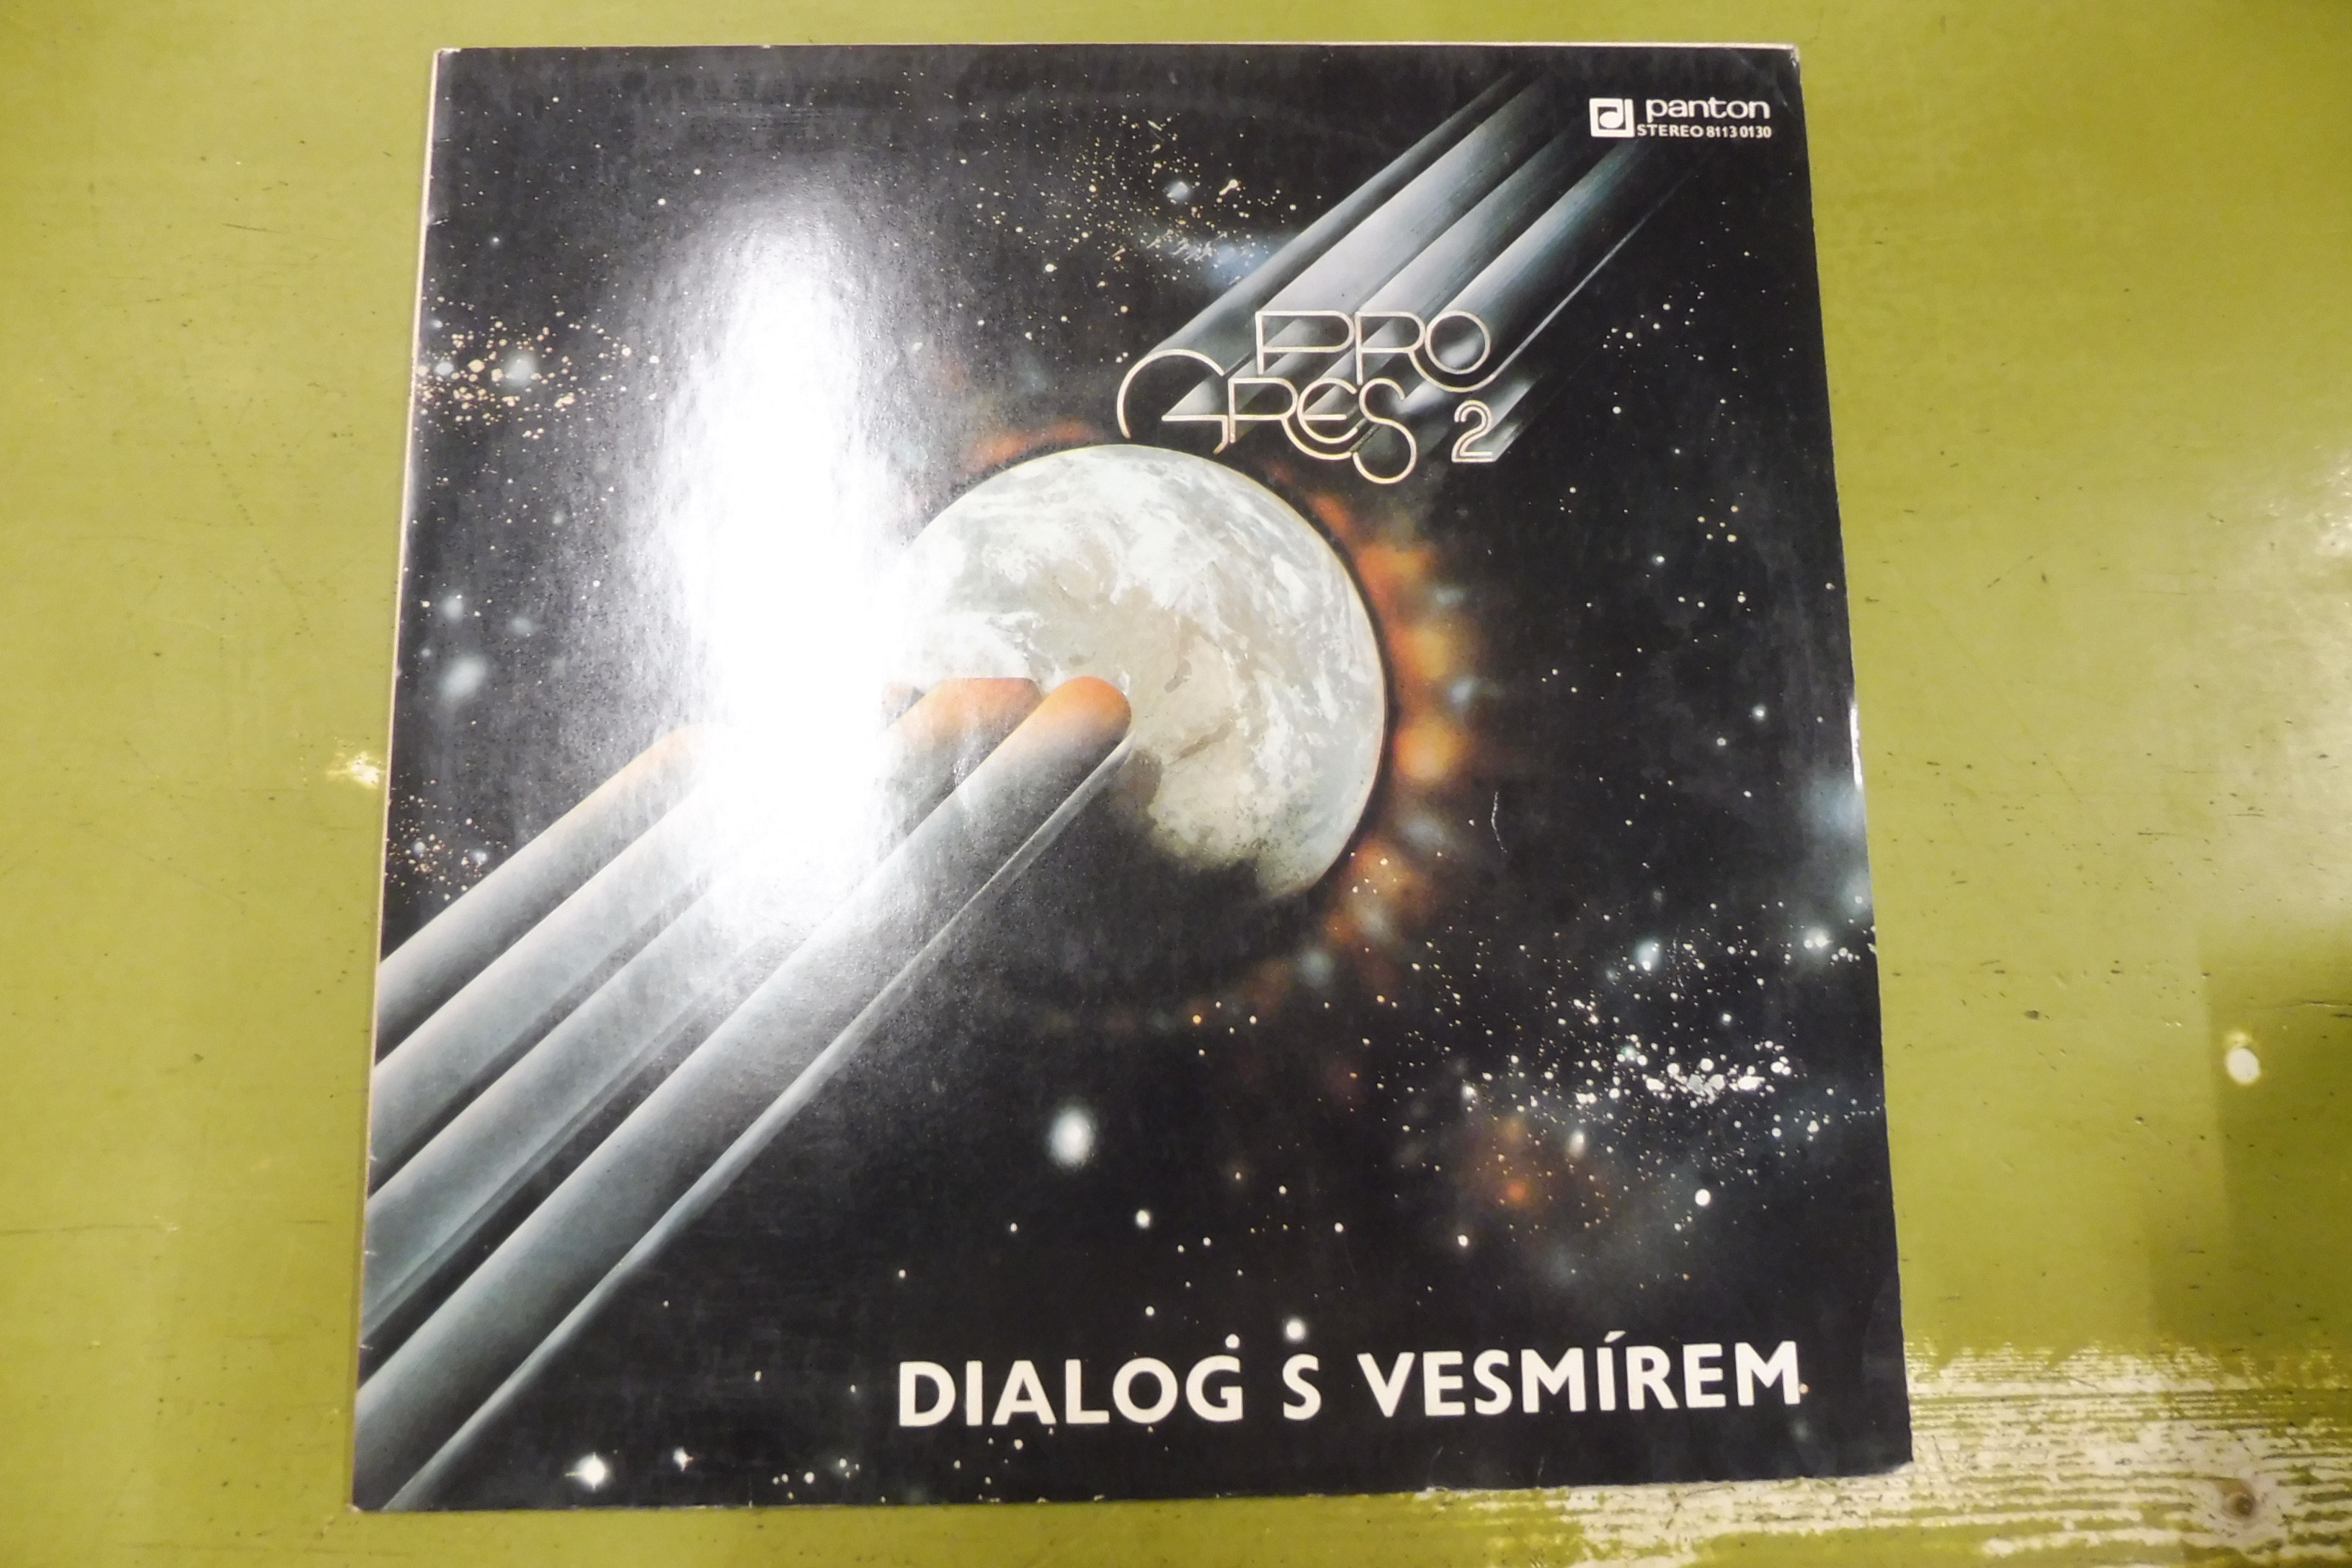 panton
STEREO 8113 0130
PRO
GRES 2
DIALOG S VESMÍREM